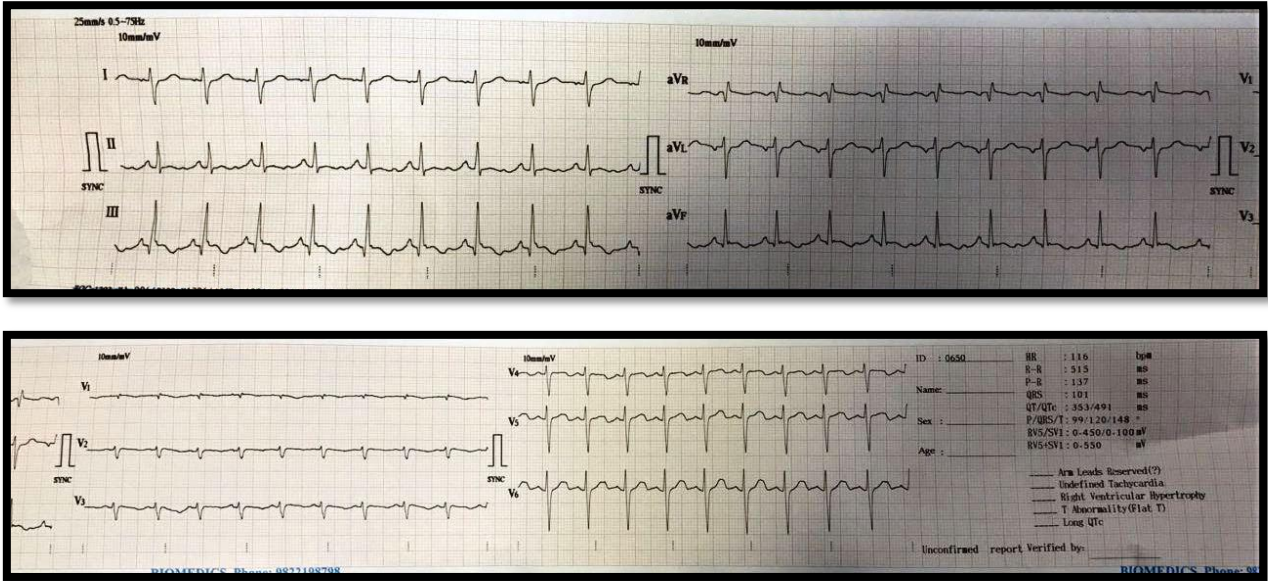 25mm/s 0.5~75Hz
10mm/mV
10mm/mV
I
aVR
V1
II
aVL
V2
SYNC
SYNC
SYNC
III
aVF
V3
10mm/mV
10mm/mV
V1
V4
V2
V5
SYNC
SYNC
V3
V6
ID : 0650
Name:
Sex :
Age :
HR : 116 bpm
R-R : 515 ms
P-R : 137 ms
QRS : 101 ms
QT/QTc : 353/491 ms
P/QRS/T : 99/120/148 °
RV5/SV1 : 0-450/0-100 mV
RV5+SV1 : 0-550 mV
Arm Leads Reserved(?)
Undefined Tachycardia
Right Ventricular Hypertrophy
T Abnormality(Flat T)
Long QTc
Unconfirmed report Verified by:
BIOMEDICS Phone: 9822198798
BIOMEDICS Phone: 98